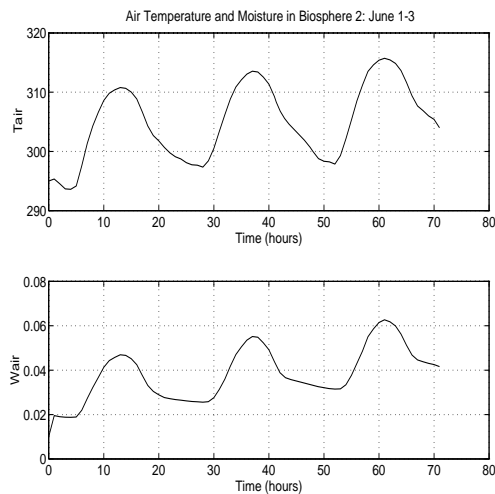 Air Temperature and Moisture in Biosphere 2: June 1-3
320
310
300
290
Tair
0 10 20 30 40 50 60 70 80
Time (hours)
0.08
0.06
0.04
0.02
0
Wair
0 10 20 30 40 50 60 70 80
Time (hours)